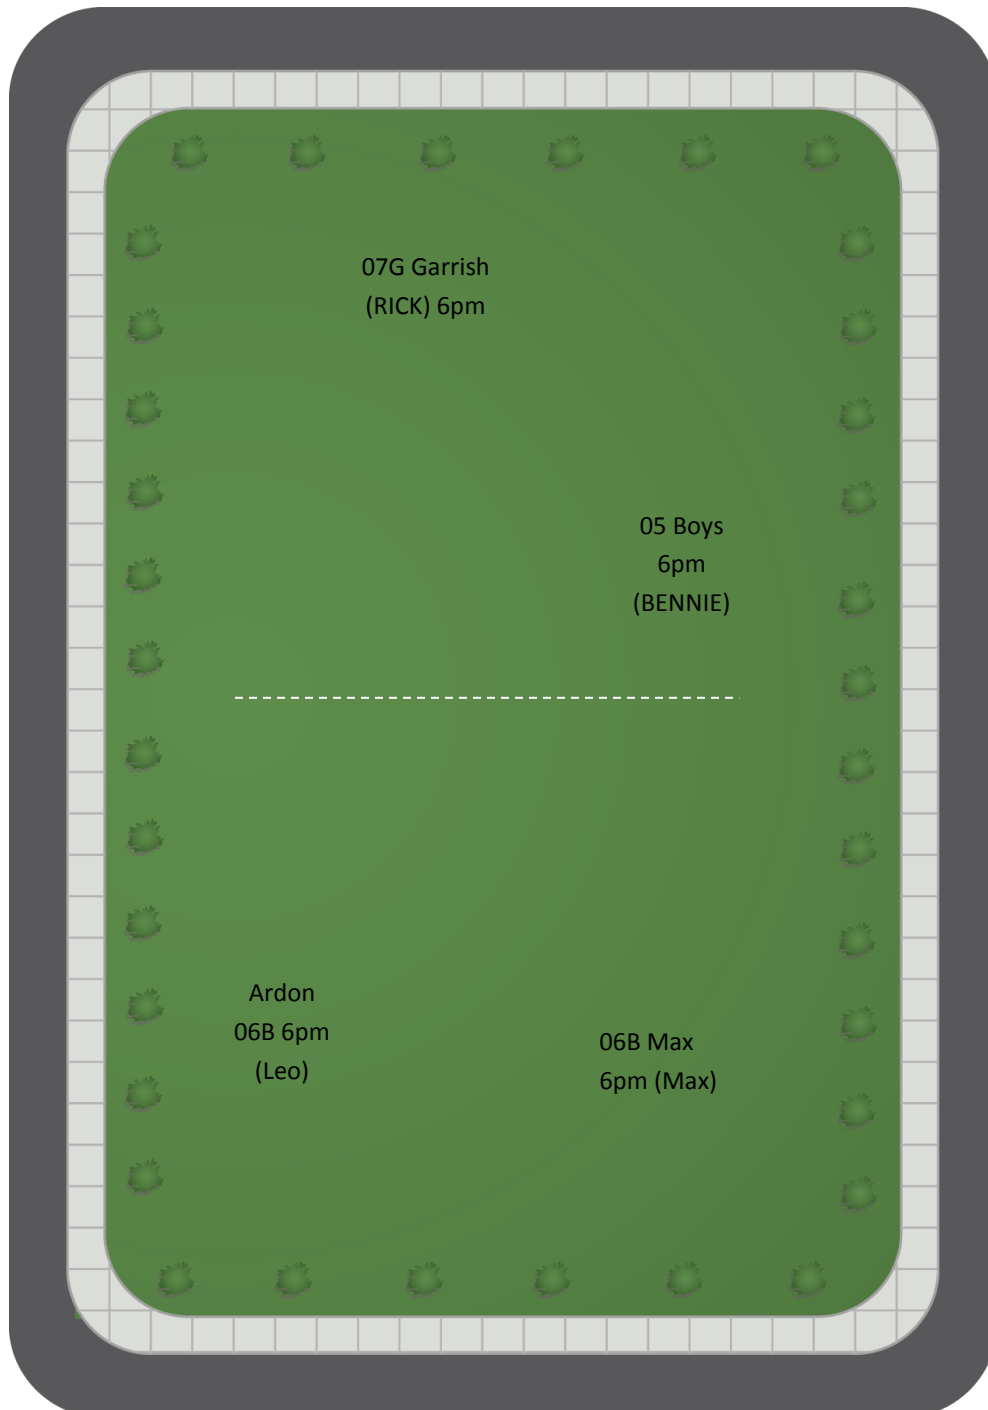 07G Garrish
(RICK) 6pm
05 Boys
6pm
(BENNIE)
Ardon
06B 6pm
(Leo)
06B Max
6pm (Max)